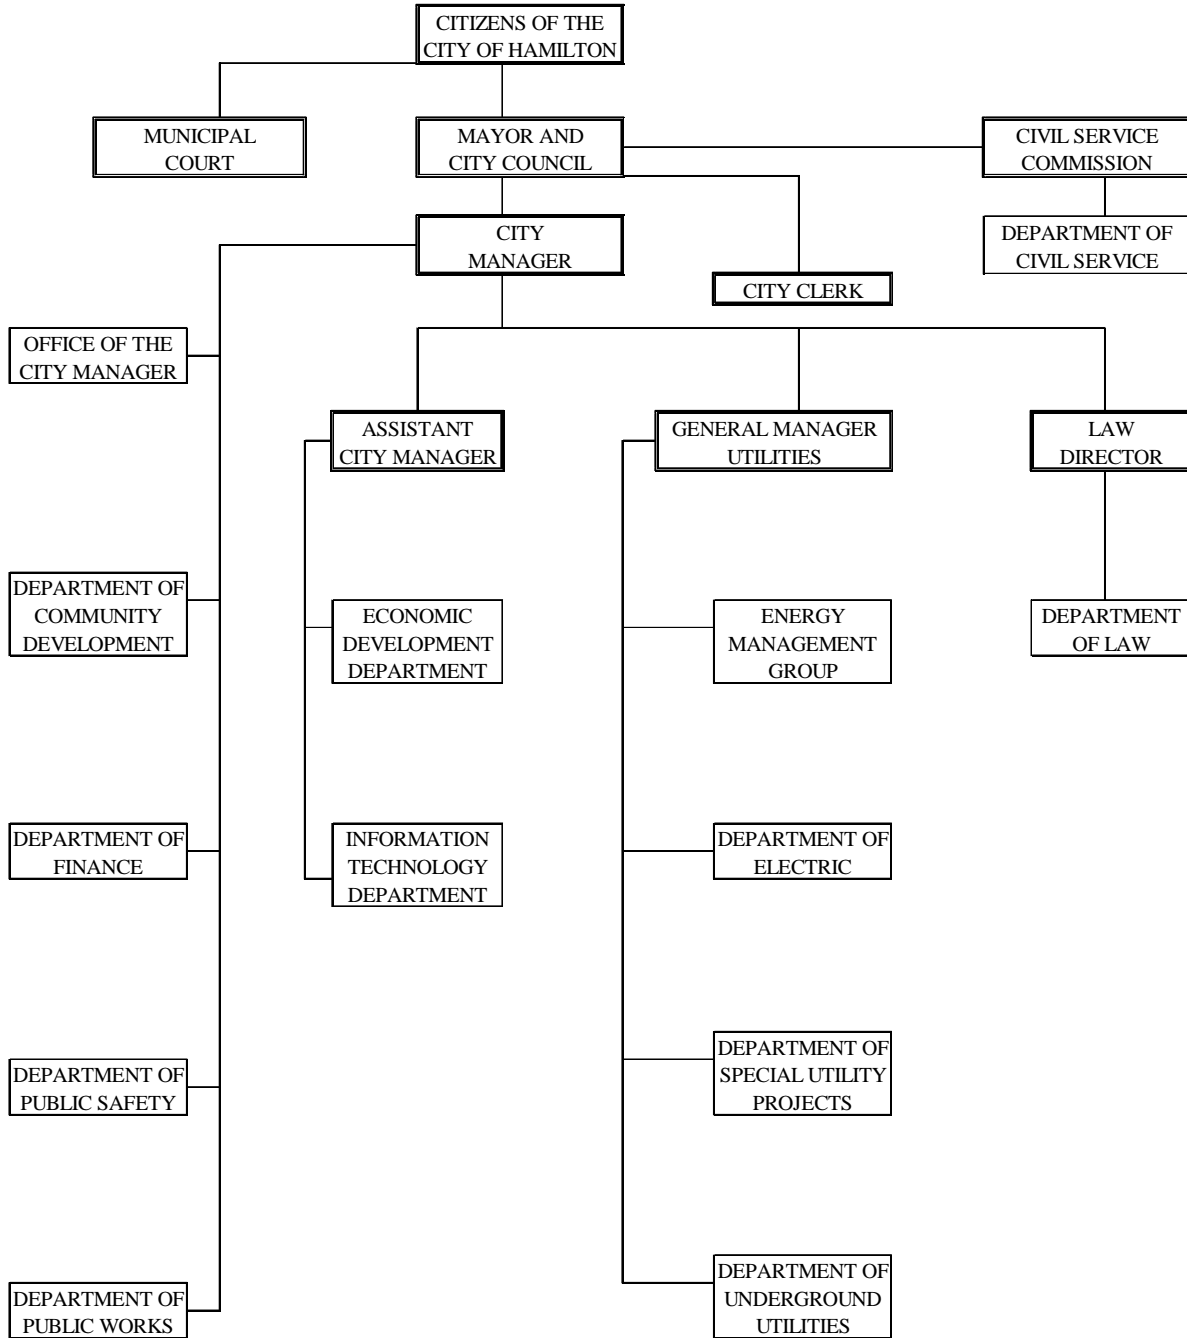 CITIZENS OF THE
CITY OF HAMILTON
MUNICIPAL
COURT
MAYOR AND
CITY COUNCIL
CIVIL SERVICE
COMMISSION
CITY
MANAGER
DEPARTMENT OF
CIVIL SERVICE
CITY CLERK
OFFICE OF THE
CITY MANAGER
ASSISTANT
CITY MANAGER
GENERAL MANAGER
UTILITIES
LAW
DIRECTOR
DEPARTMENT OF
COMMUNITY
DEVELOPMENT
ECONOMIC
DEVELOPMENT
DEPARTMENT
ENERGY
MANAGEMENT
GROUP
DEPARTMENT
OF LAW
DEPARTMENT OF
FINANCE
INFORMATION
TECHNOLOGY
DEPARTMENT
DEPARTMENT OF
ELECTRIC
DEPARTMENT OF
PUBLIC SAFETY
DEPARTMENT OF
SPECIAL UTILITY
PROJECTS
DEPARTMENT OF
PUBLIC WORKS
DEPARTMENT OF
UNDERGROUND
UTILITIES